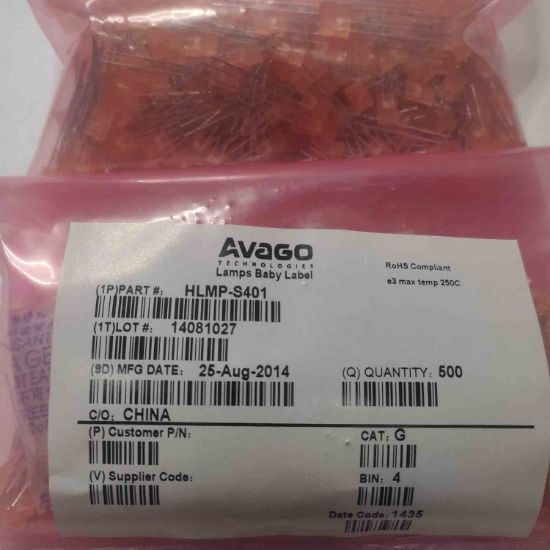 AVAGO
TECHNOLOGIES
Lamps Baby Label
RoHS Compliant
e3 max temp 250C
(1P)PART #: HLMP-S401
(1T)LOT #: 14081027
(9D) MFG DATE: 25-Aug-2014
(Q) QUANTITY: 500
C/O: CHINA
(P) Customer P/N:
CAT: G
(V) Supplier Code:
BIN: 4
Date Code: 1435